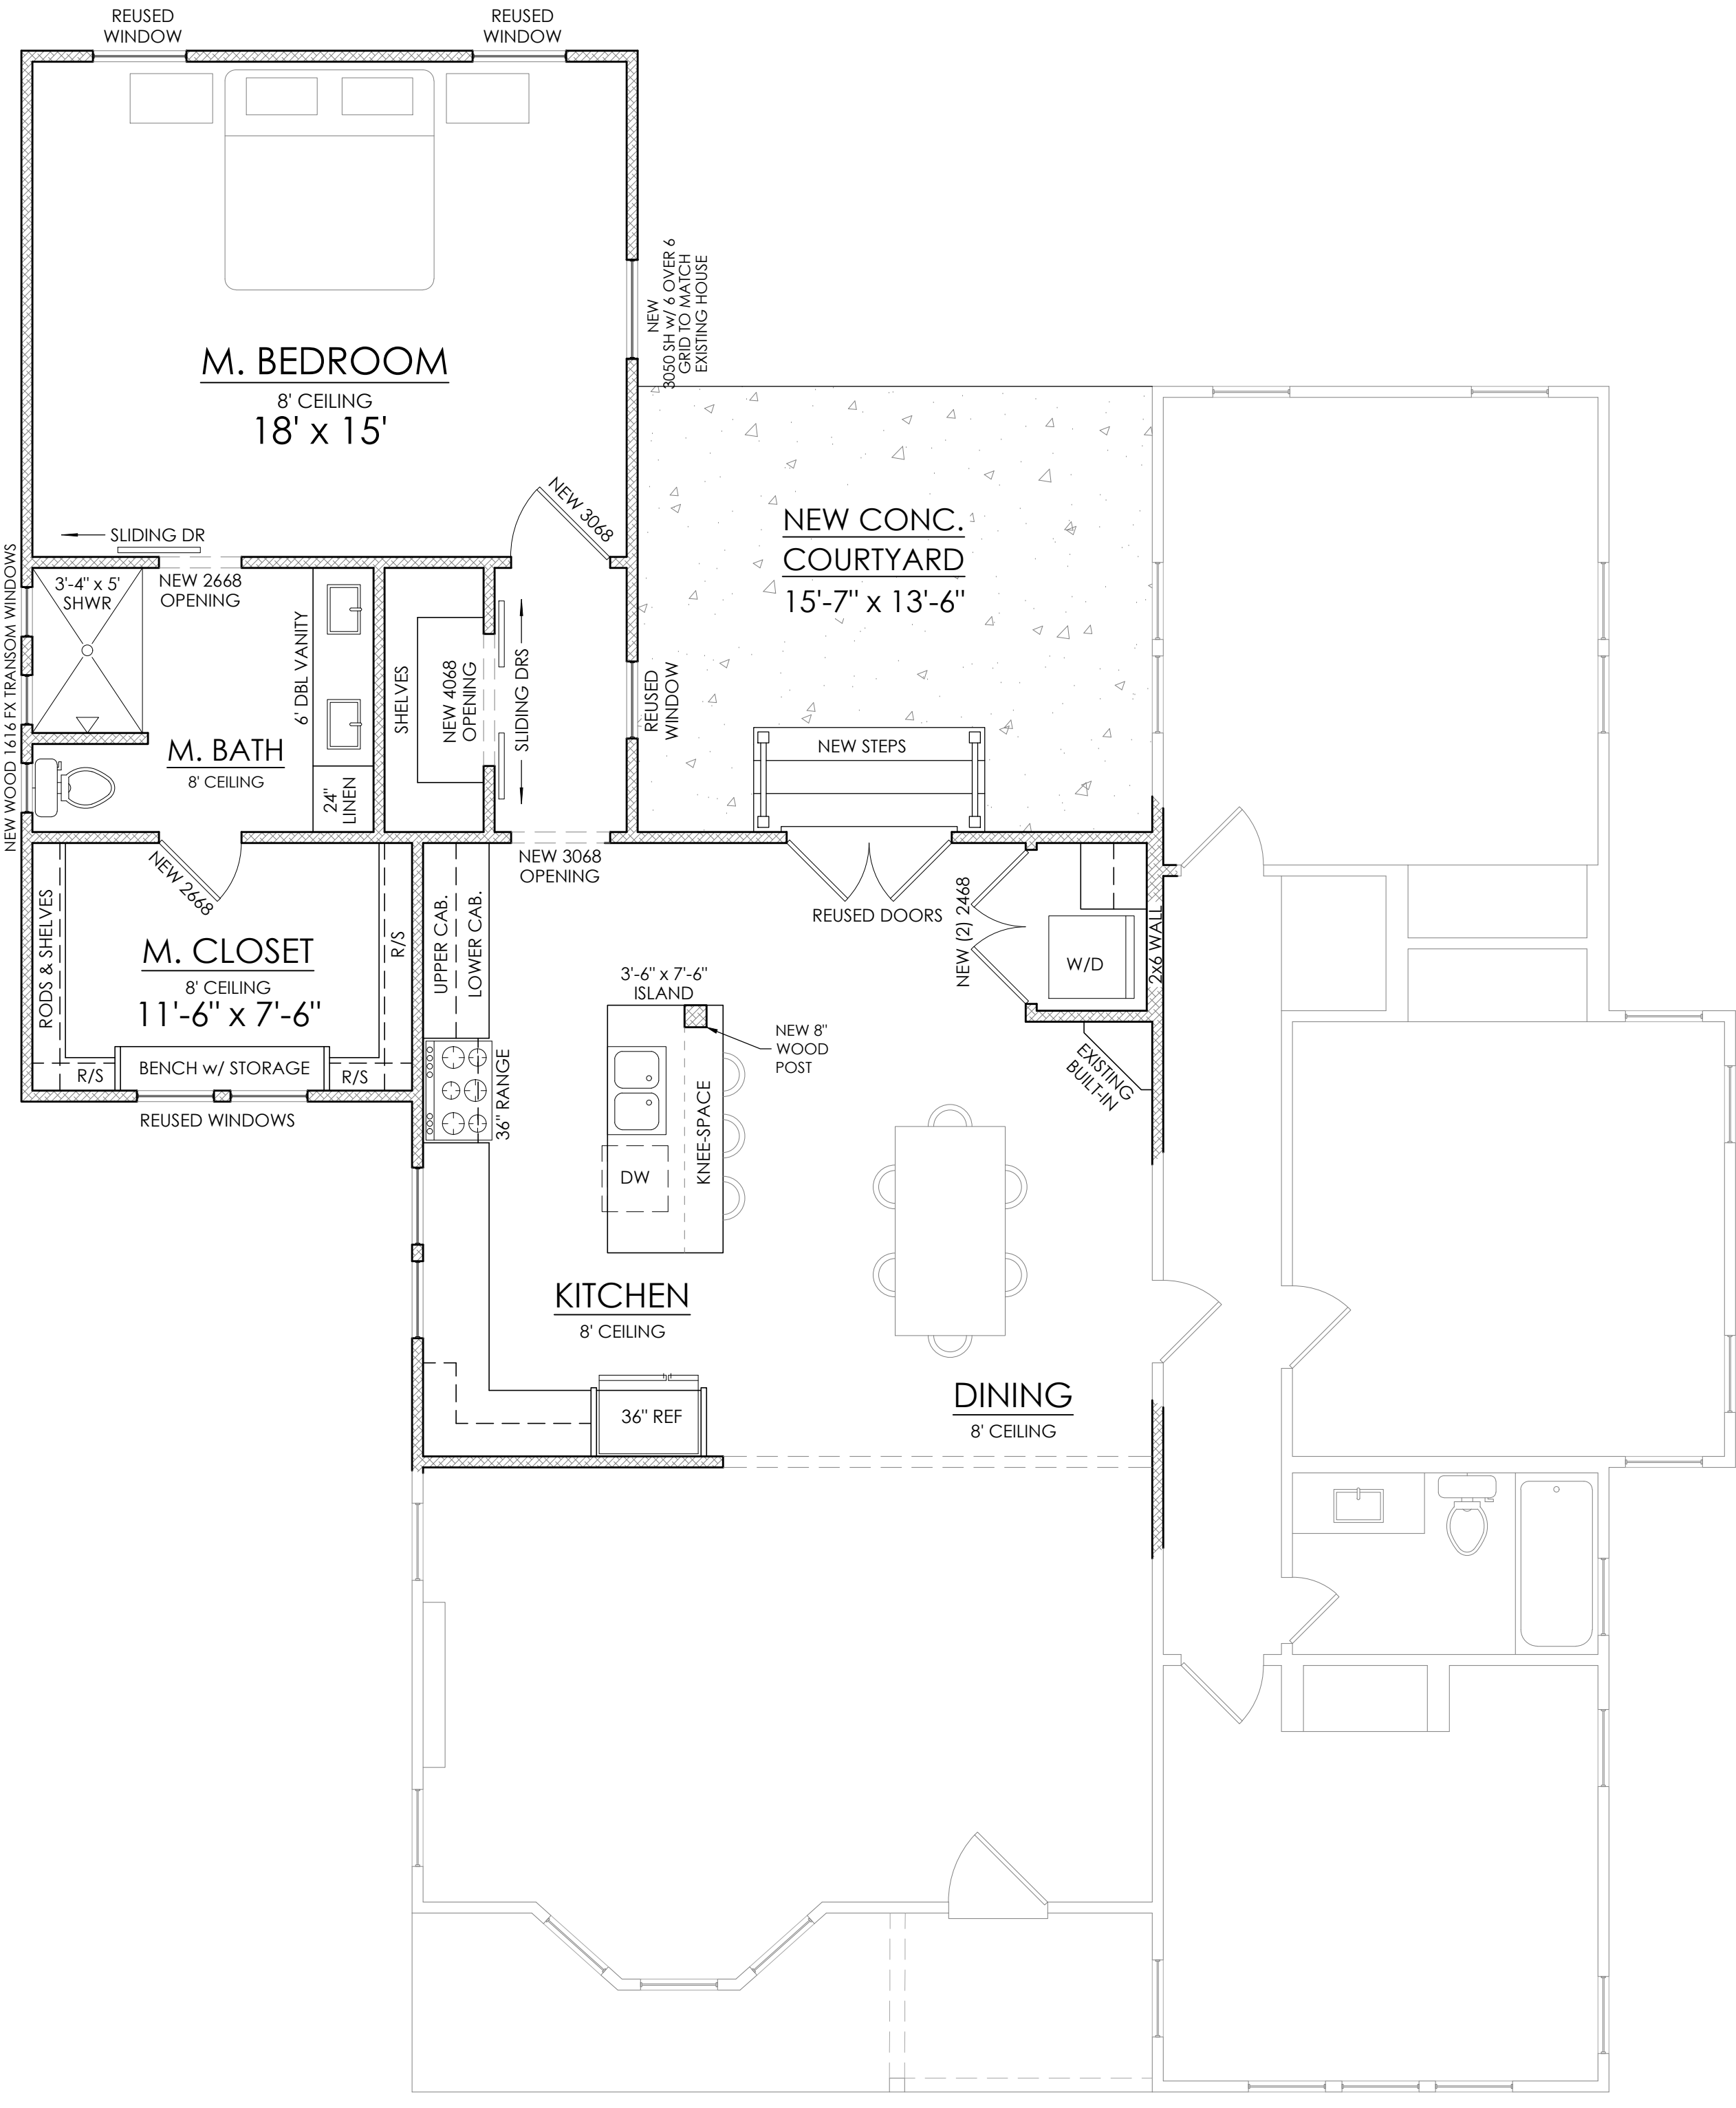 REUSED
WINDOW
REUSED
WINDOW
NEW
3050 SH w/ 6 OVER 6
GRID TO MATCH
EXISTING HOUSE
M. BEDROOM
8' CEILING
18' x 15'
NEW 3068
SLIDING DR
NEW 2668
OPENING
NEW WOOD 1616 FX TRANSOM WINDOWS
3'-4" x 5'
SHWR
6' DBL VANITY
24"
LINEN
M. BATH
8' CEILING
SHELVES
NEW 4068
OPENING
SLIDING DRS
REUSED
WINDOW
NEW CONC.
COURTYARD
15'-7" x 13'-6"
NEW STEPS
NEW 3068
OPENING
REUSED DOORS
NEW 2668
RODS & SHELVES
M. CLOSET
8' CEILING
11'-6" x 7'-6"
R/S
R/S
BENCH w/ STORAGE
R/S
REUSED WINDOWS
UPPER CAB.
LOWER CAB.
36" RANGE
3'-6" x 7'-6"
ISLAND
NEW 8"
WOOD
POST
KNEE-SPACE
DW
NEW (2) 2468
W/D
2x6 WALL
EXISTING
BUILT-IN
KITCHEN
8' CEILING
36" REF
DINING
8' CEILING